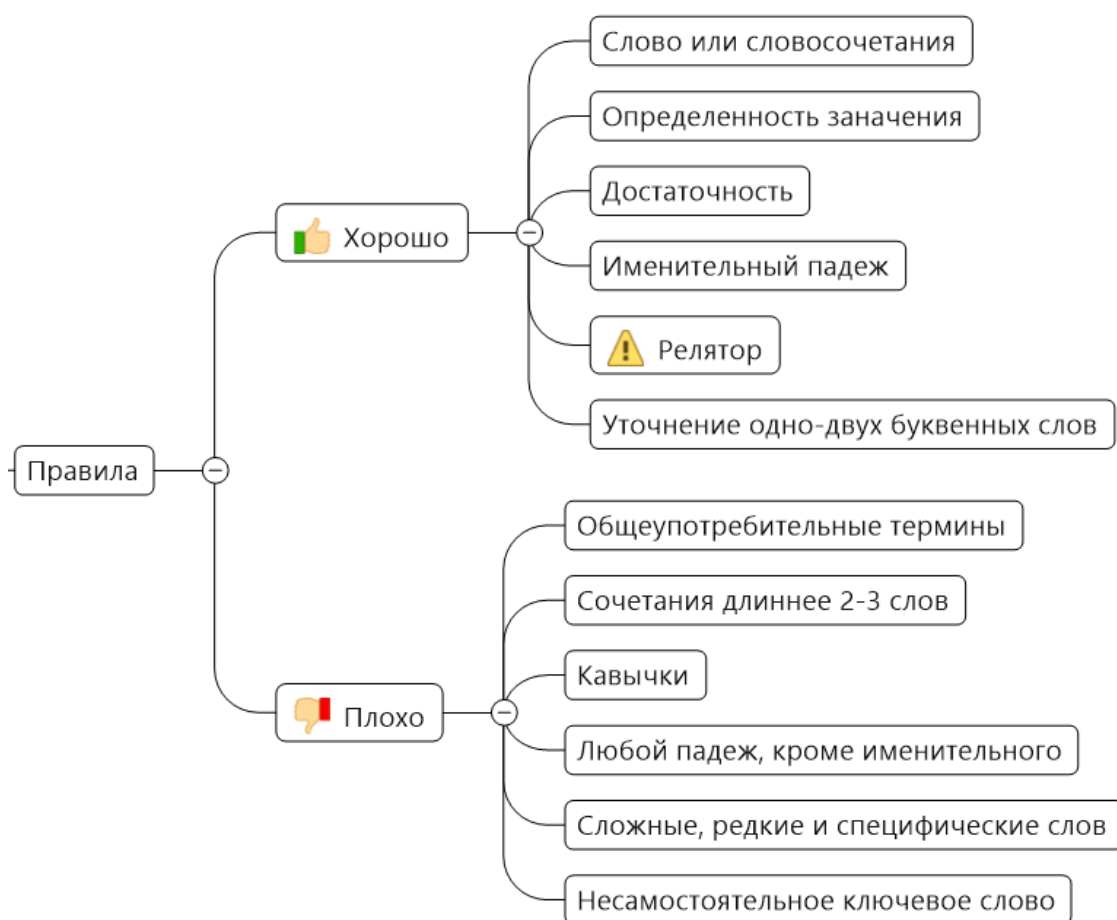 Правила
Хорошо
Слово или словосочетания
Определенность заначения
Достаточность
Именительный падеж
Релятор
Уточнение одно-двух буквенных слов
Плохо
Общеупотребительные термины
Сочетания длиннее 2-3 слов
Кавычки
Любой падеж, кроме именительного
Сложные, редкие и специфические слов
Несамостоятельное ключевое слово